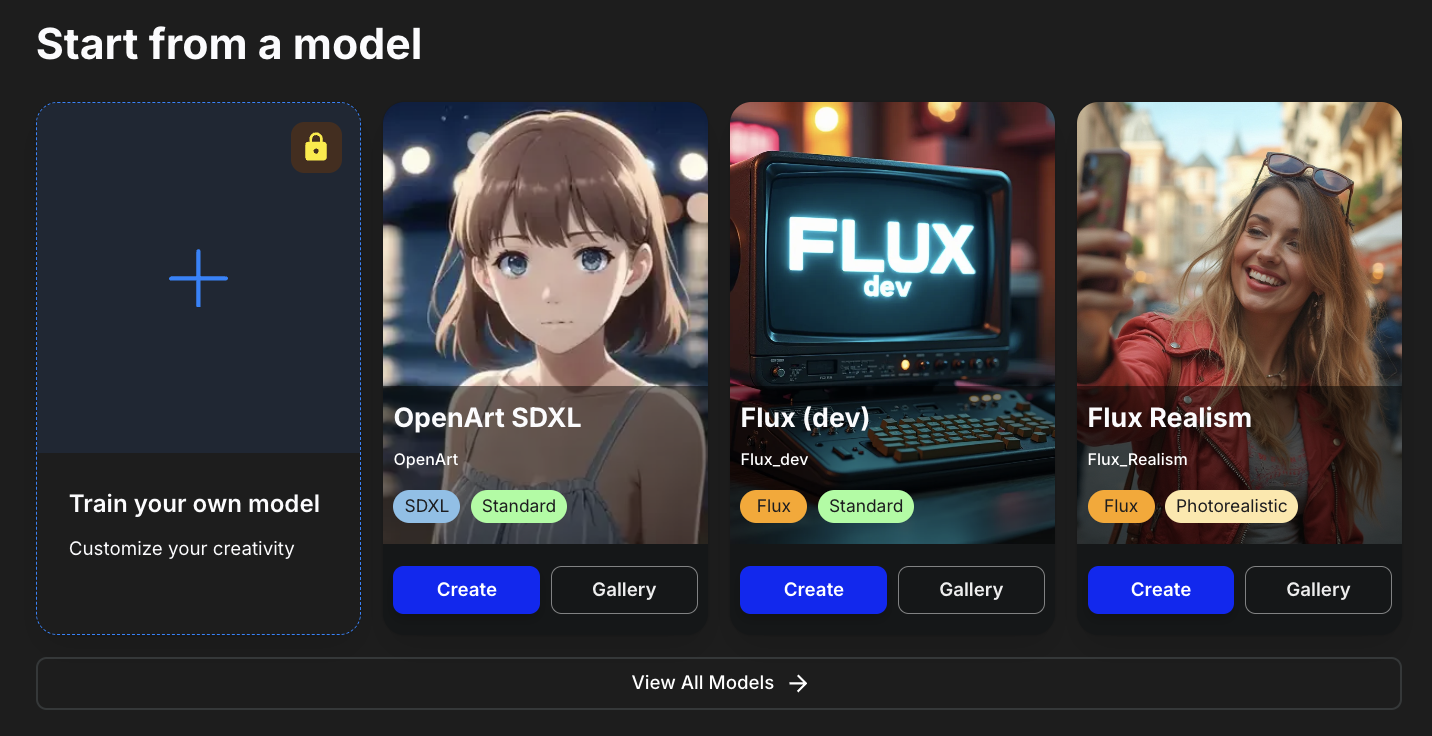 Start from a model
Train your own model
Customize your creativity
OpenArt SDXL
OpenArt
SDXL
Standard
Create
Gallery
FLUX
dev
Flux (dev)
Flux_dev
Flux
Standard
Create
Gallery
Flux Realism
Flux_Realism
Flux
Photorealistic
Create
Gallery
View All Models